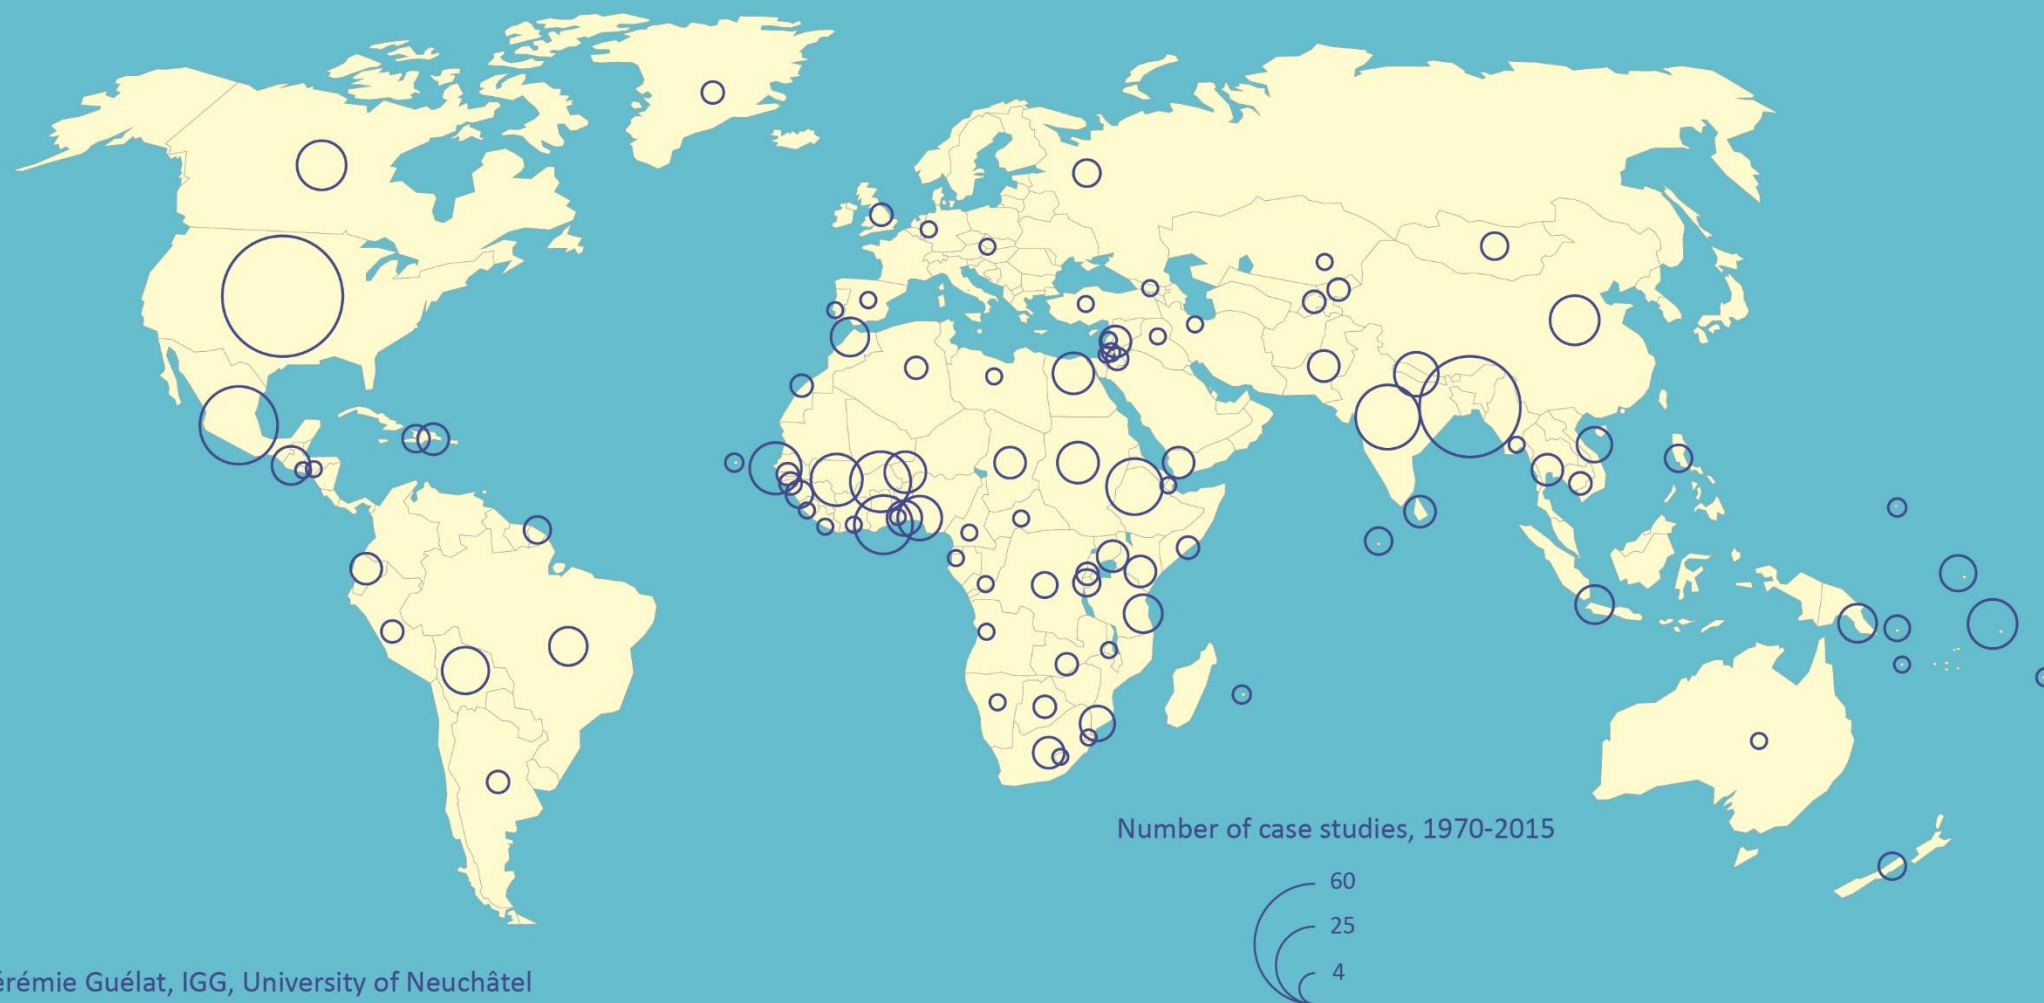 Number of case studies, 1970-2015
60
25
4
érémie Guélat, IGG, University of Neuchâtel